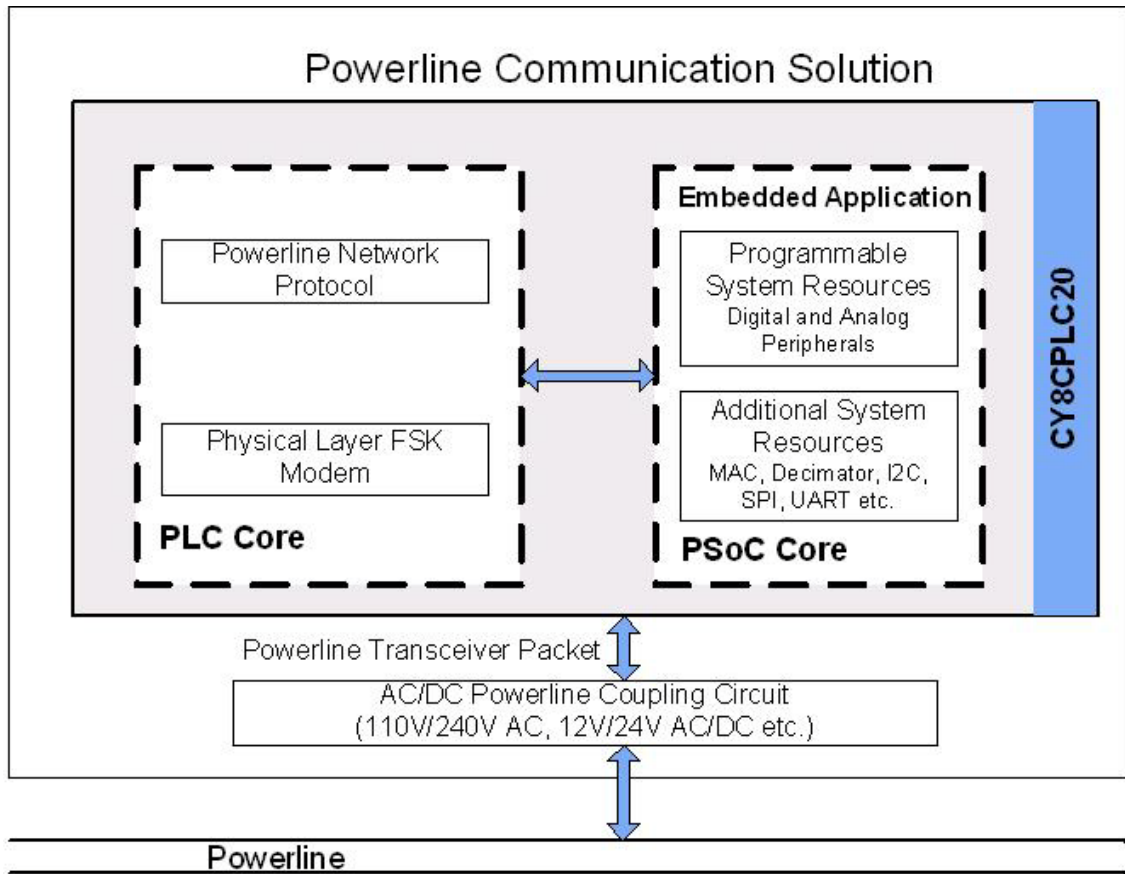 Powerline Communication Solution
Powerline Network
Protocol
Physical Layer FSK
Modem
PLC Core
Embedded Application
Programmable
System Resources
Digital and Analog
Peripherals
Additional System
Resources
MAC, Decimator, I2C,
SPI, UART etc.
PSoC Core
CY8CPLC20
Powerline Transceiver Packet
AC/DC Powerline Coupling Circuit
(110V/240V AC, 12V/24V AC/DC etc.)
Powerline